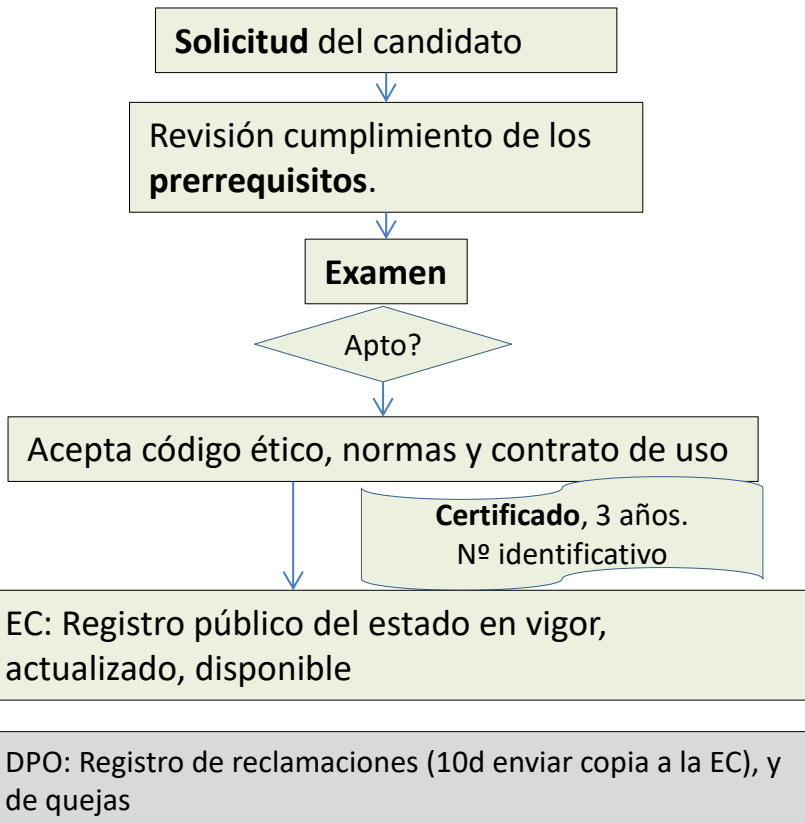 Solicitud del candidato
Revisión cumplimiento de los
prerrequisitos.
Examen
Apto?
Acepta código ético, normas y contrato de uso
Certificado, 3 años.
Nº identificativo
EC: Registro público del estado en vigor,
actualizado, disponible
DPO: Registro de reclamaciones (10d enviar copia a la EC), y
de quejas